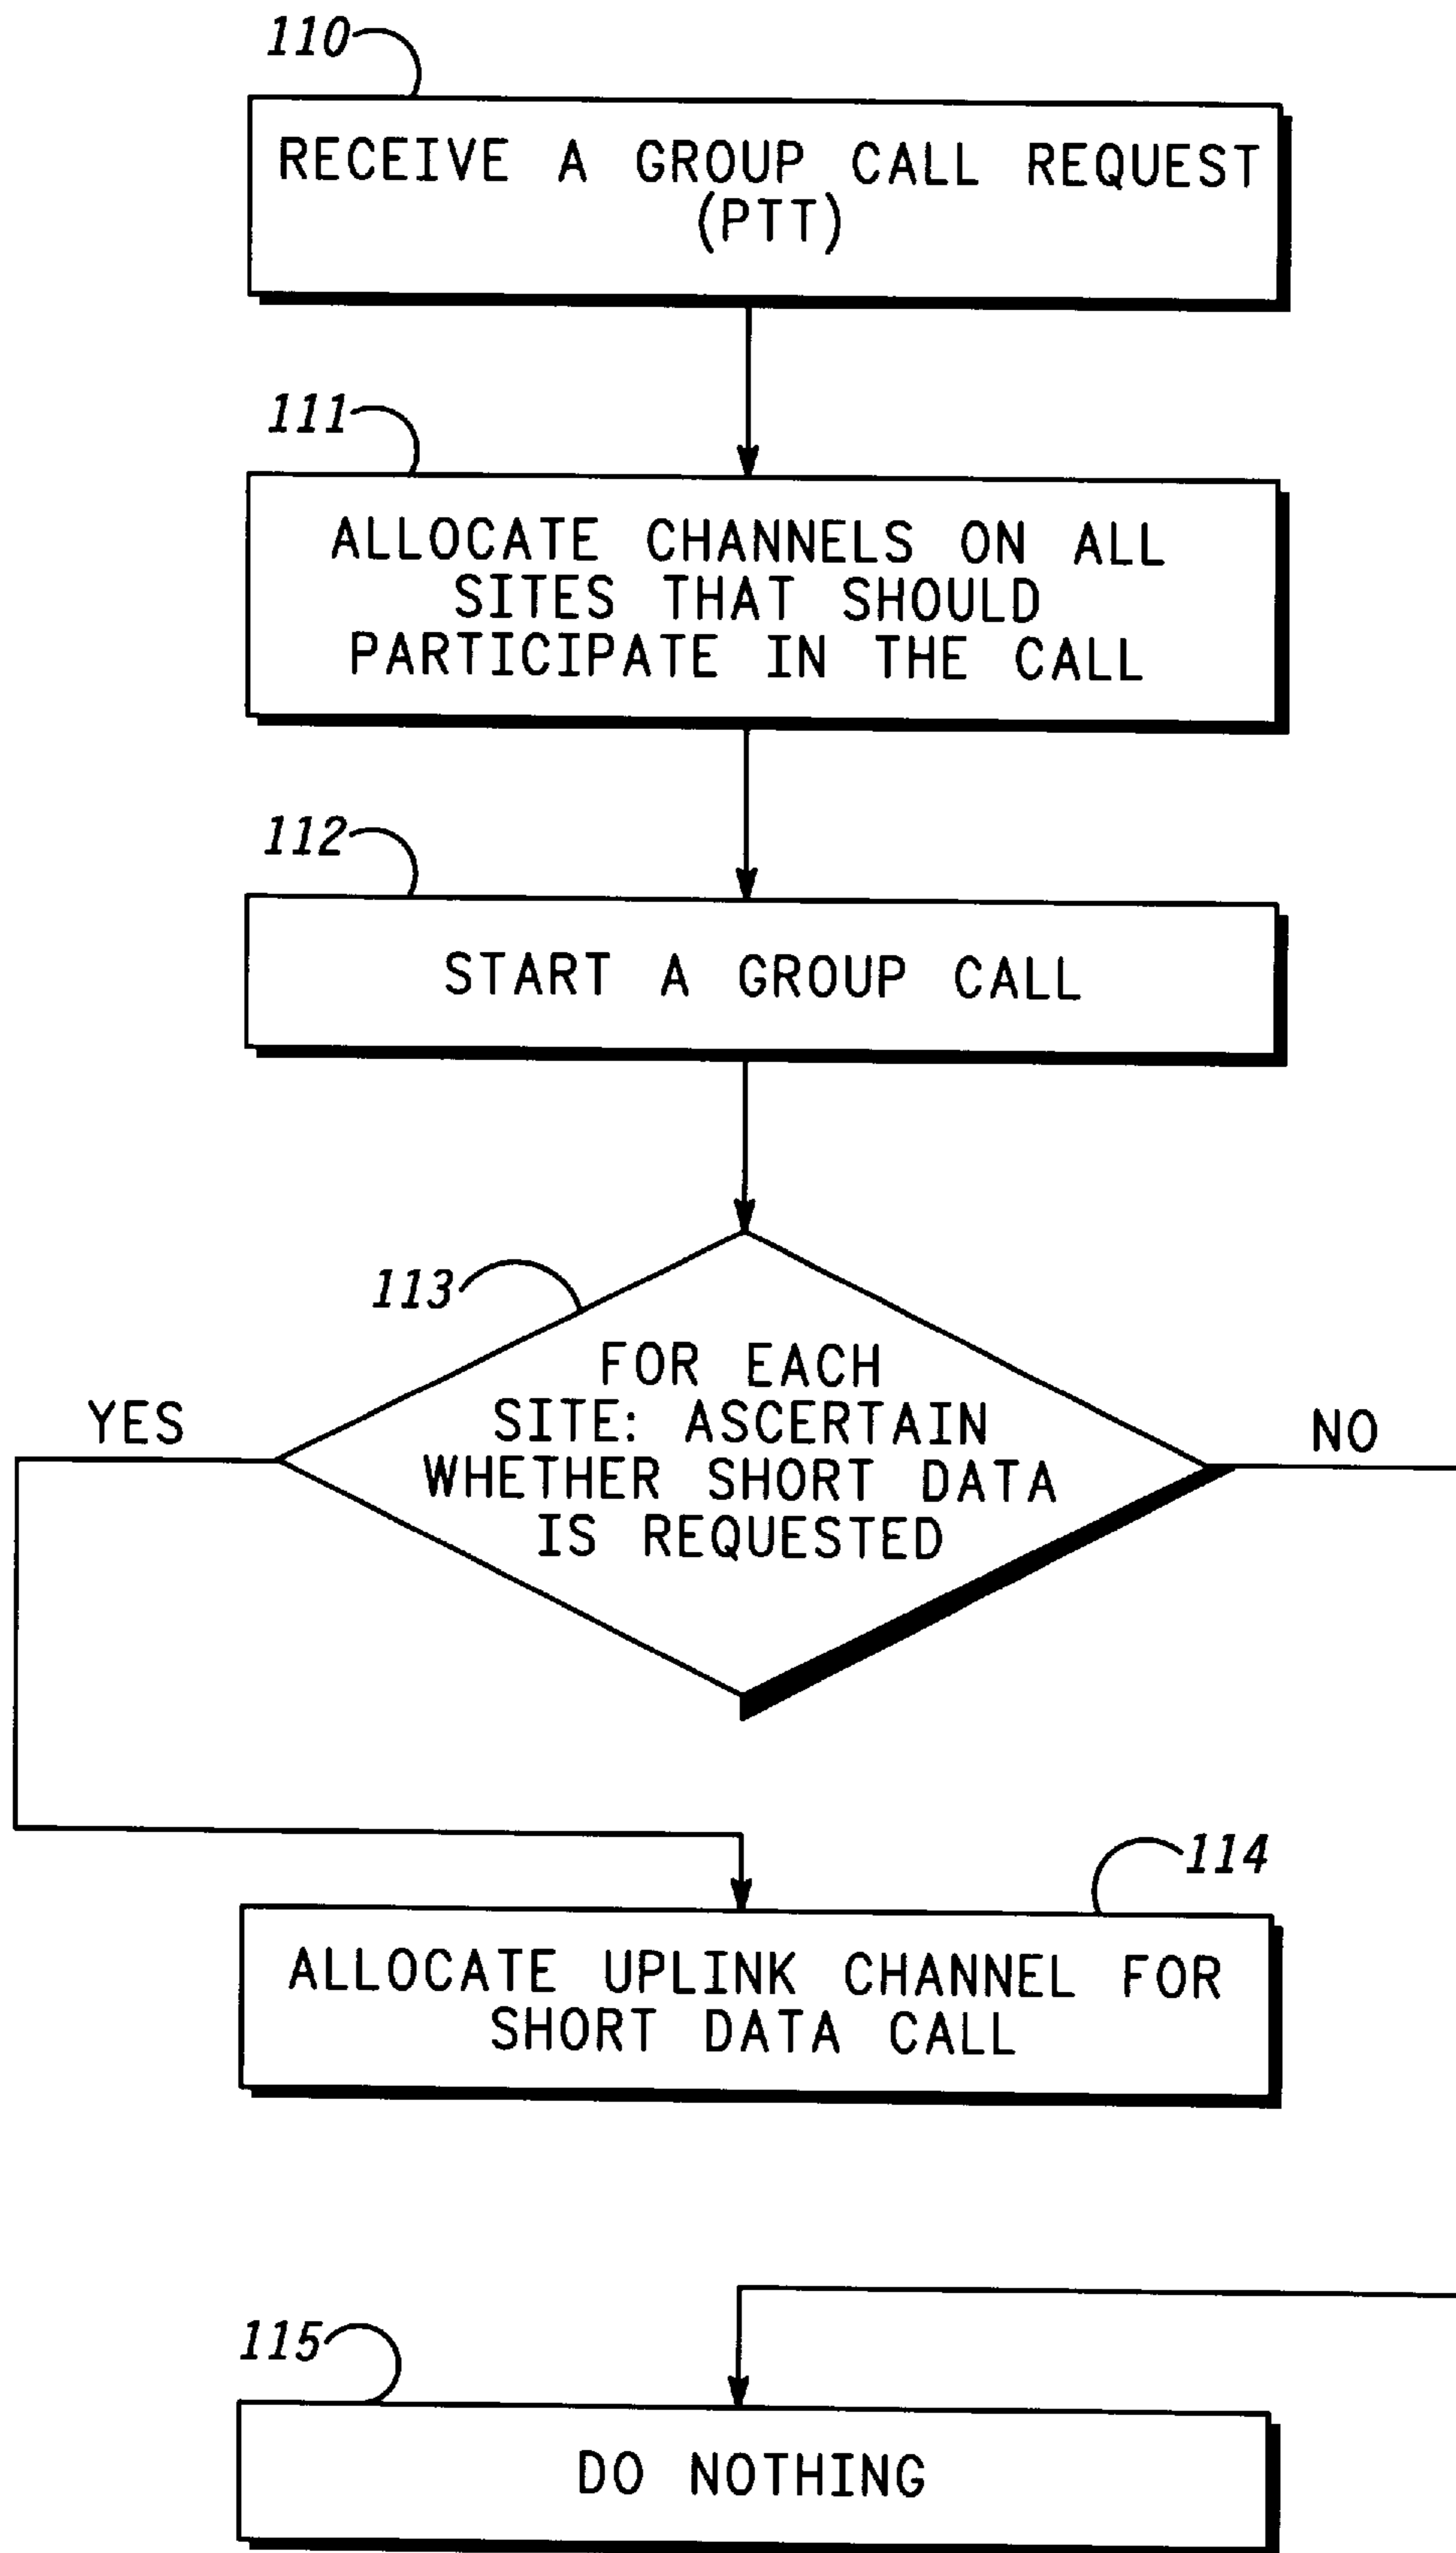 110
RECEIVE A GROUP CALL REQUEST
(PTT)
111
ALLOCATE CHANNELS ON ALL
SITES THAT SHOULD
PARTICIPATE IN THE CALL
112
START A GROUP CALL
113
FOR EACH
SITE: ASCERTAIN
WHETHER SHORT DATA
IS REQUESTED
YES
NO
114
ALLOCATE UPLINK CHANNEL FOR
SHORT DATA CALL
115
DO NOTHING